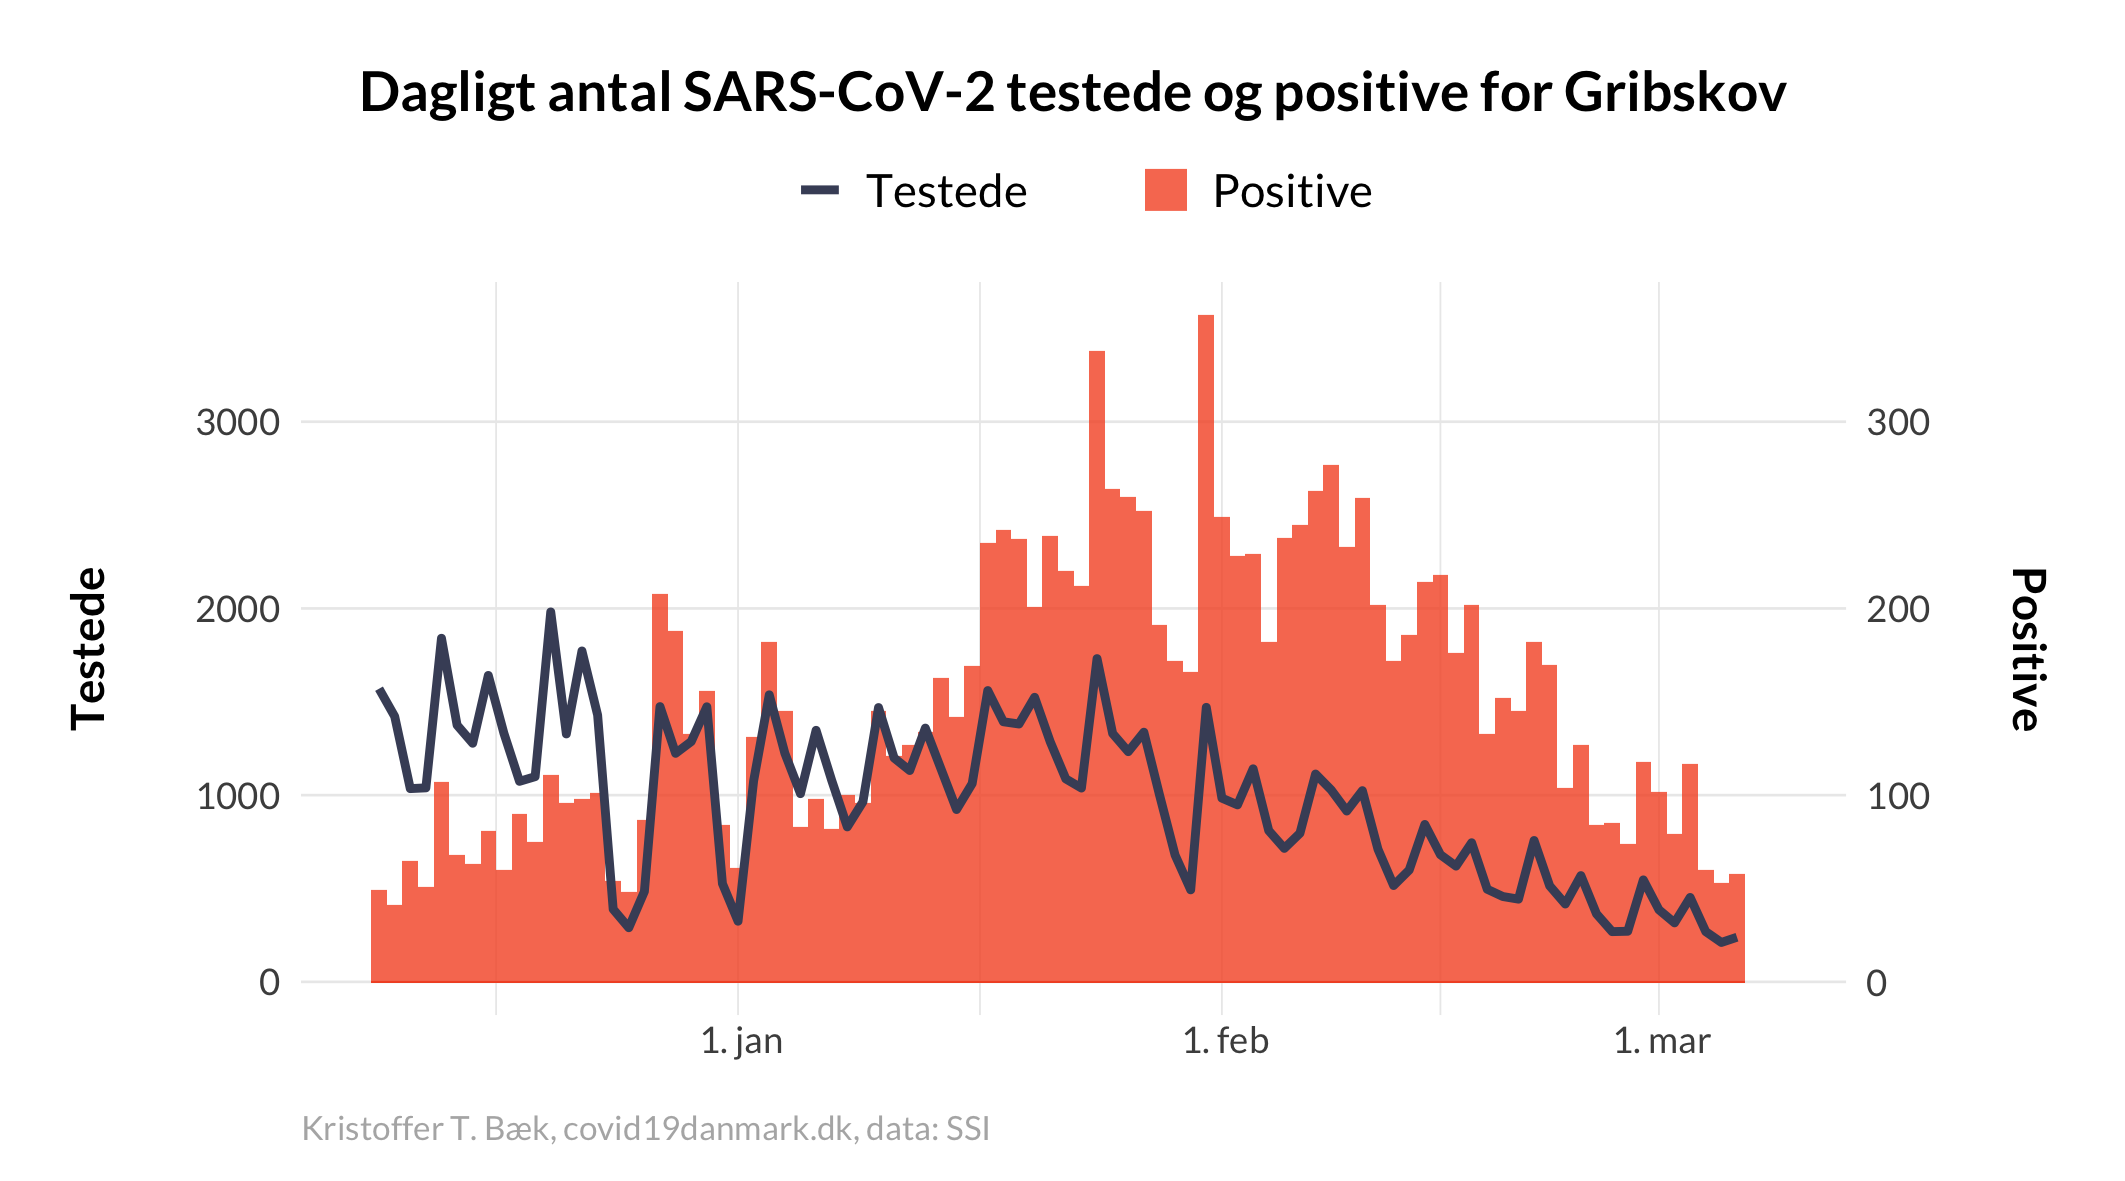 Dagligt antal SARS-CoV-2 testede og positive for Gribskov
Testede
Positive
3000
2000
1000
0
300
200
100
0
Testede
Positive
1. jan
1. feb
1. mar
Kristoffer T. Bæk, covid19danmark.dk, data: SSI